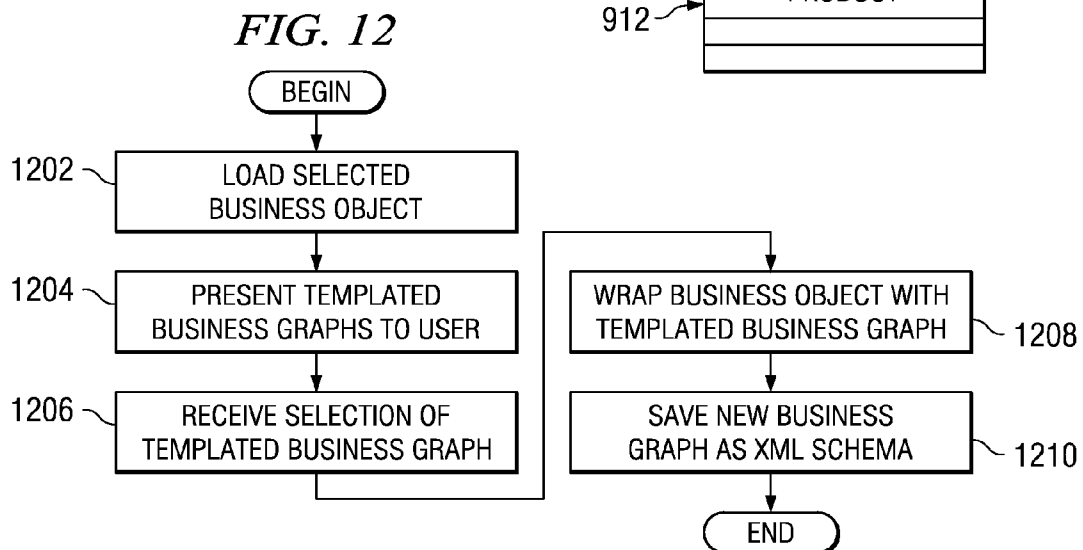 FIG. 12
912
BEGIN
1202
LOAD SELECTED
BUSINESS OBJECT
1204
PRESENT TEMPLATED
BUSINESS GRAPHS TO USER
1206
RECEIVE SELECTION OF
TEMPLATED BUSINESS GRAPH
WRAP BUSINESS OBJECT WITH
TEMPLATED BUSINESS GRAPH
1208
SAVE NEW BUSINESS
GRAPH AS XML SCHEMA
1210
END